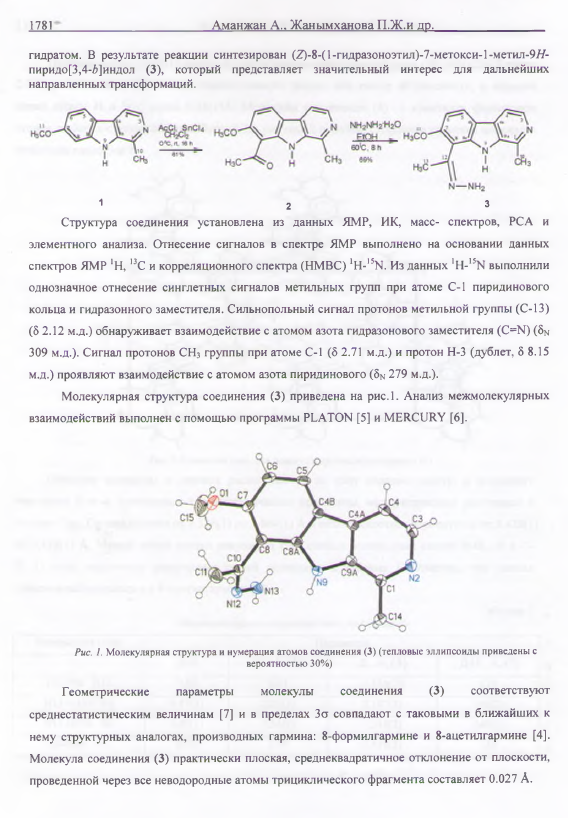 1781    Аманжан А., Жанымханова П.Ж.и др.
гидратом. В результате реакции синтезирован (Z)-8-(1-гидразоноэтил)-7-метокси-1-метил-9H-
пиридо[3,4-b]индол (3), который представляет значительный интерес для дальнейших
направленных трансформаций.
H₃CO N H CH₃
AcCl, SnCl₄
CH₂Cl₂
0°C, rt, 16 h
61%
H₃CO H₃C O N H CH₃ N
NH₂NH₂·H₂O
EtOH
60°C, 8 h
69%
H₃CO H₃C N NH₂ N H CH₃ N
1 2 3
Структура соединения установлена из данных ЯМР, ИК, масс- спектров, РСА и
элементного анализа. Отнесение сигналов в спектре ЯМР выполнено на основании данных
спектров ЯМР ¹H, ¹³C и корреляционного спектра (HMBC) ¹H-¹⁵N. Из данных ¹H-¹⁵N выполнили
однозначное отнесение синглетных сигналов метильных групп при атоме С-1 пиридинового
кольца и гидразонного заместителя. Сильнопольный сигнал протонов метильной группы (С-13)
(δ 2.12 м.д.) обнаруживает взаимодействие с атомом азота гидразонового заместителя (C=N) (δN
309 м.д.). Сигнал протонов CH₃ группы при атоме С-1 (δ 2.71 м.д.) и протон Н-3 (дублет, δ 8.15
м.д.) проявляют взаимодействие с атомом азота пиридинового (δN 279 м.д.).
Молекулярная структура соединения (3) приведена на рис.1. Анализ межмолекулярных
взаимодействий выполнен с помощью программы PLATON [5] и MERCURY [6].
C6 C5
O1 C7 C4B C4
C15 C4A C3
C8 C8A
C10 C9A N2
C11 N9 C1
N13
N12 C14
Рис. 1. Молекулярная структура и нумерация атомов соединения (3) (тепловые эллипсоиды приведены с
вероятностью 30%)
Геометрические параметры молекулы соединения (3) соответствуют
среднестатистическим величинам [7] и в пределах 3σ совпадают с таковыми в ближайших к
нему структурных аналогах, производных гармина: 8-формилгармине и 8-ацетилгармине [4].
Молекула соединения (3) практически плоская, среднеквадратичное отклонение от плоскости,
проведенной через все неводородные атомы трициклического фрагмента составляет 0.027 Å.